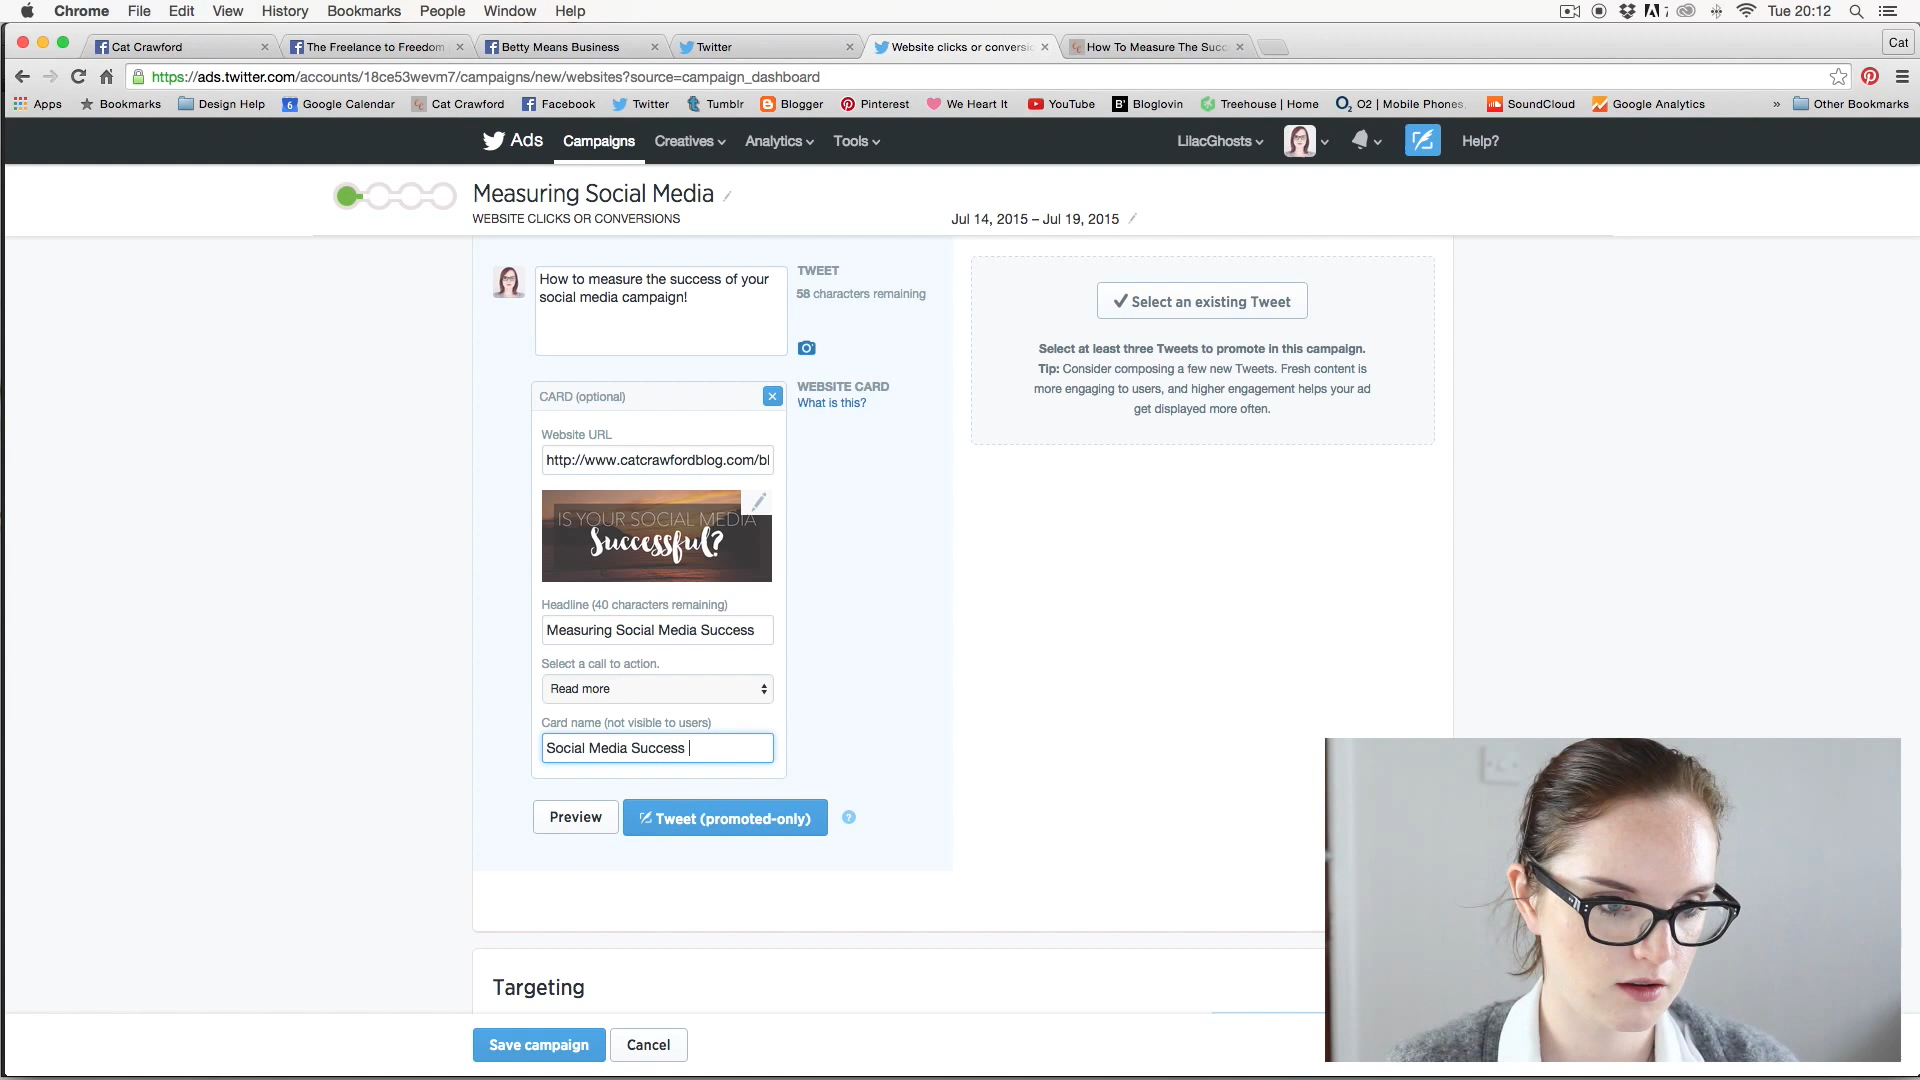 Chrome File Edit View History Bookmarks People Window Help
7 Tue 20:12
Cat Crawford
The Freelance to Freedom
Betty Means Business
Twitter
Website clicks or conversi
How To Measure The Succ
Cat
https://ads.twitter.com/accounts/18ce53wevm7/campaigns/new/websites?source=campaign_dashboard
Apps Bookmarks Design Help Google Calendar Cat Crawford Facebook Twitter Tumblr Blogger Pinterest We Heart It YouTube Bloglovin Treehouse | Home O2 | Mobile Phones, SoundCloud Google Analytics » Other Bookmarks
Ads Campaigns Creatives Analytics Tools LilacGhosts Help?
Measuring Social Media
WEBSITE CLICKS OR CONVERSIONS
Jul 14, 2015 – Jul 19, 2015
How to measure the success of your
social media campaign!
TWEET
58 characters remaining
CARD (optional)
WEBSITE CARD
What is this?
Website URL
http://www.catcrawfordblog.com/bl
IS YOUR SOCIAL MEDIA
Successful?
Headline (40 characters remaining)
Measuring Social Media Success
Select a call to action.
Read more
Card name (not visible to users)
Social Media Success
Preview
Tweet (promoted-only)
?
Select an existing Tweet
Select at least three Tweets to promote in this campaign.
Tip: Consider composing a few new Tweets. Fresh content is
more engaging to users, and higher engagement helps your ad
get displayed more often.
Targeting
Save campaign
Cancel